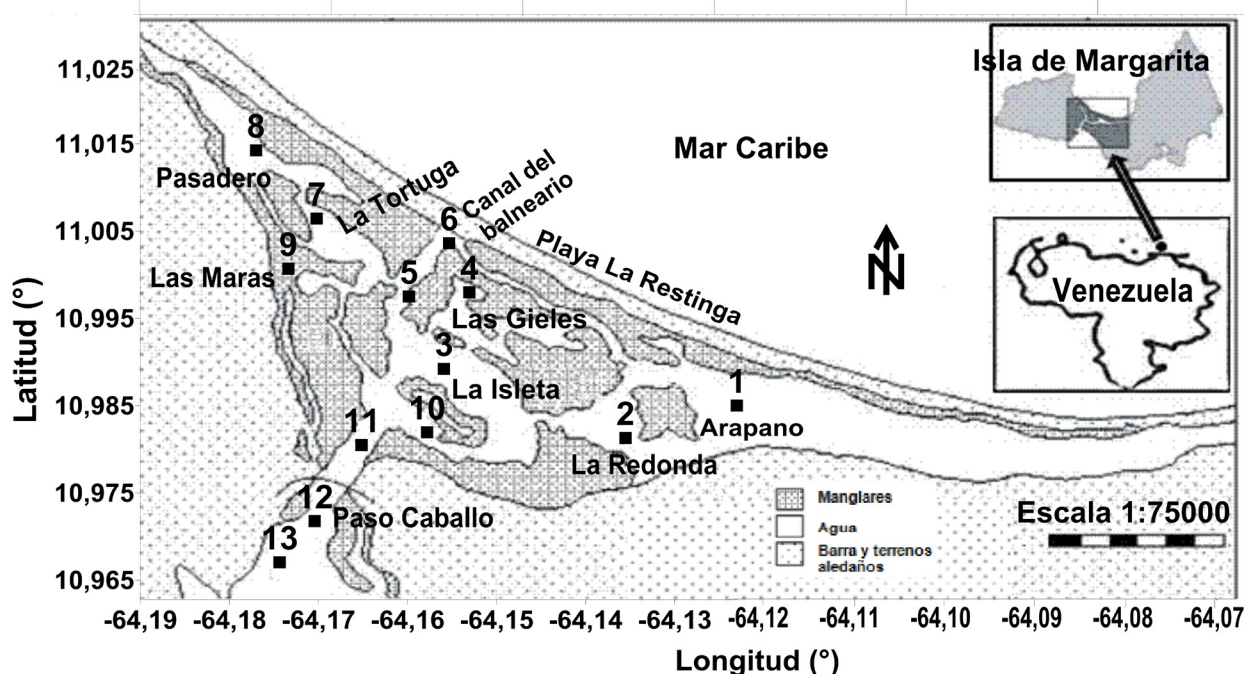 Isla de Margarita
Venezuela
Mar Caribe
N
Latitud (°)
11,025
11,015
11,005
10,995
10,985
10,975
10,965
8
Pasadero
7
La Tortuga
6
Canal del
balneario
Playa La Restinga
9
Las Maras
5
4
Las Gieles
3
La Isleta
10
11
1
Arapano
2
La Redonda
12
Paso Caballo
13
Manglares
Agua
Barra y terrenos
aledaños
Escala 1:75000
-64,19 -64,18 -64,17 -64,16 -64,15 -64,14 -64,13 -64,12 -64,11 -64,10 -64,09 -64,08 -64,07
Longitud (°)